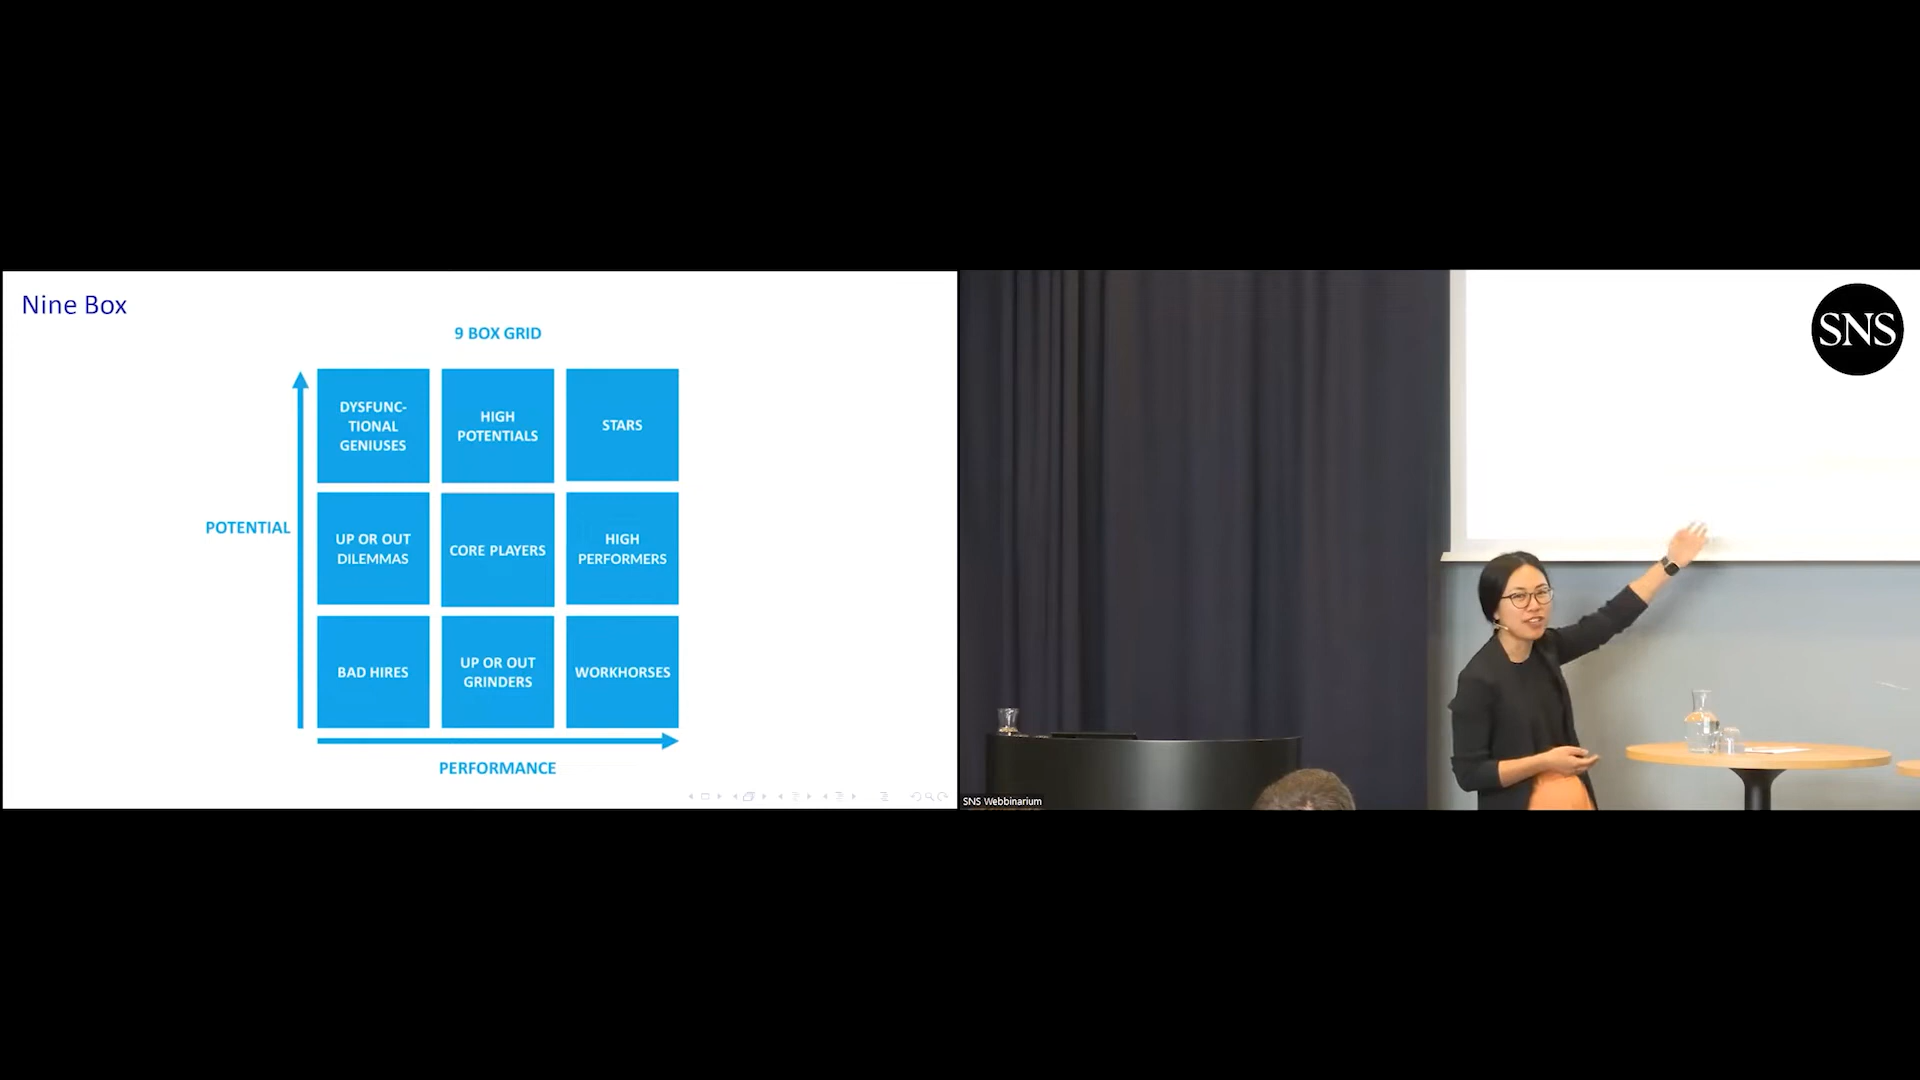 Nine Box
9 BOX GRID
DYSFUNC-
TIONAL
GENIUSES
HIGH
POTENTIALS
STARS
POTENTIAL
UP OR OUT
DILEMMAS
CORE PLAYERS
HIGH
PERFORMERS
BAD HIRES
UP OR OUT
GRINDERS
WORKHORSES
PERFORMANCE
SNS
SNS Webbinarium